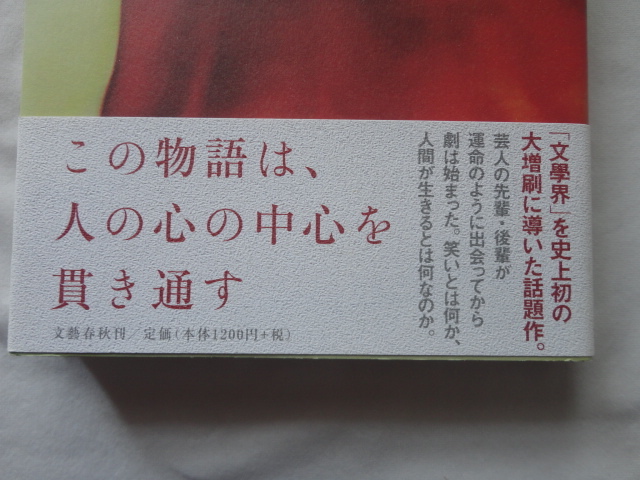 この物語は、
人の心の中心を
貫き通す
文藝春秋刊／定価(本体1200円+税)
「文學界」を史上初の
大増刷に導いた話題作。
芸人の先輩・後輩が
運命のように出会ってから
劇は始まった。笑いとは何か、
人間が生きるとは何なのか。